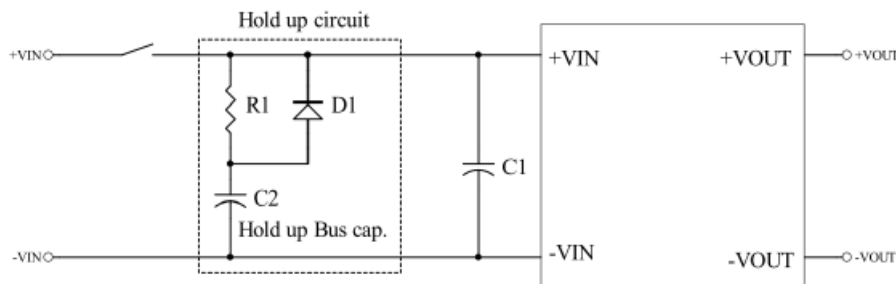 Hold up circuit
+VIN
R1
D1
C2
Hold up Bus cap.
C1
-VIN
+VIN
+VOUT
-VIN
-VOUT
+VOUT
-VOUT